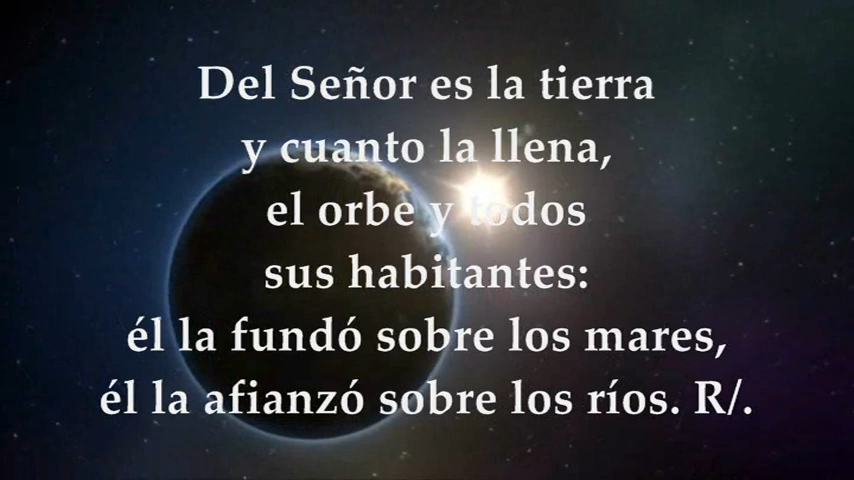 Del Señor es la tierra
y cuanto la llena,
el orbe y todos
sus habitantes:
él la fundó sobre los mares,
él la afianzó sobre los ríos. R/.